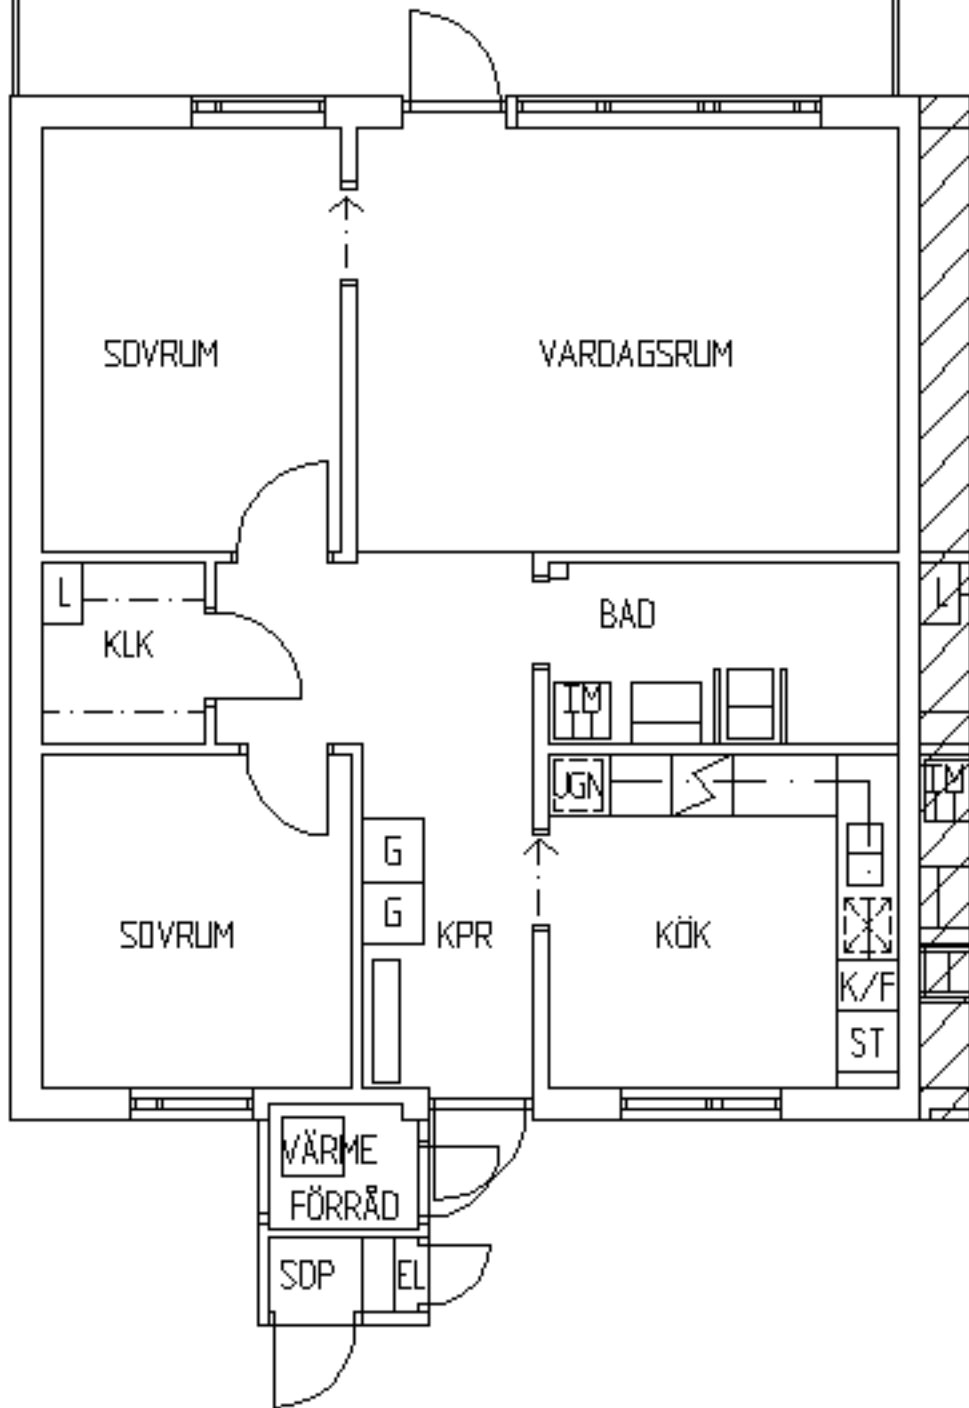 SOVRUM
VARDAGSRUM
L
KLK
BAD
TM
L
UGN
TM
G
G
SOVRUM
KPR
KÖK
K/F
ST
VÄRME
FÖRRÅD
SOP
EL